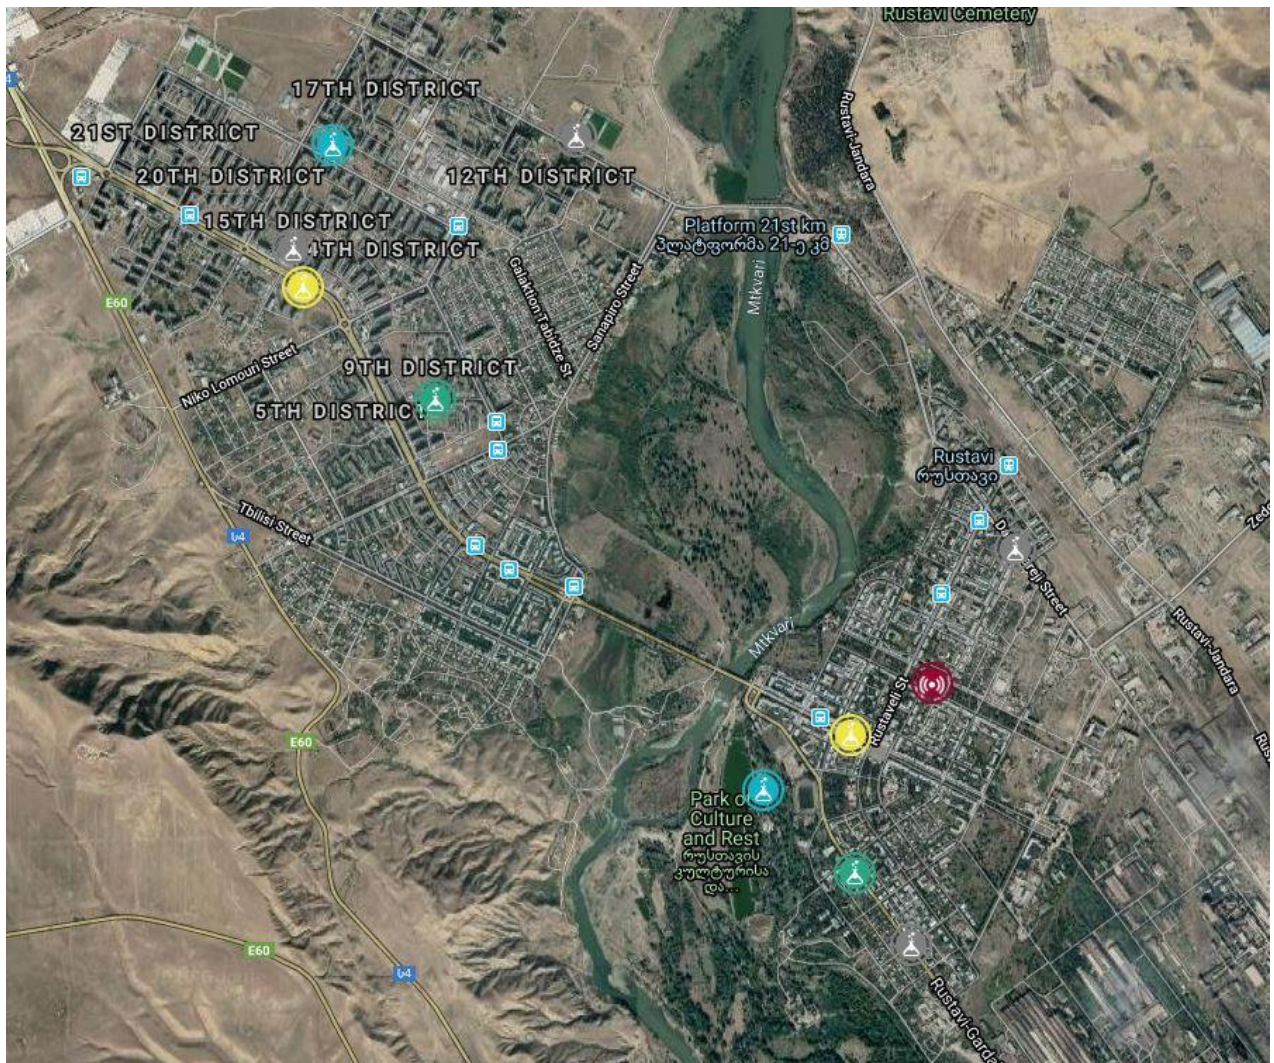 Rustavi Cemetery
17TH DISTRICT
21ST DISTRICT
20TH DISTRICT
12TH DISTRICT
15TH DISTRICT
4TH DISTRICT
Rustavi-Jandara
Platform 21st km
პლატფორმა 21-ე კმ
Mtkvari
Galaktion Tabidze St
Sanapiro Street
E60
Niko Lomouri Street
9TH DISTRICT
5TH DISTRICT
Rustavi
რუსთავი
Tbilisi Street
ს4
Street
Mtkvari
Rustavi-Jandara
Rustaveli St
E60
Park of
Culture
and Rest
რუსთავის
კულტურისა
და...
E60
ს4